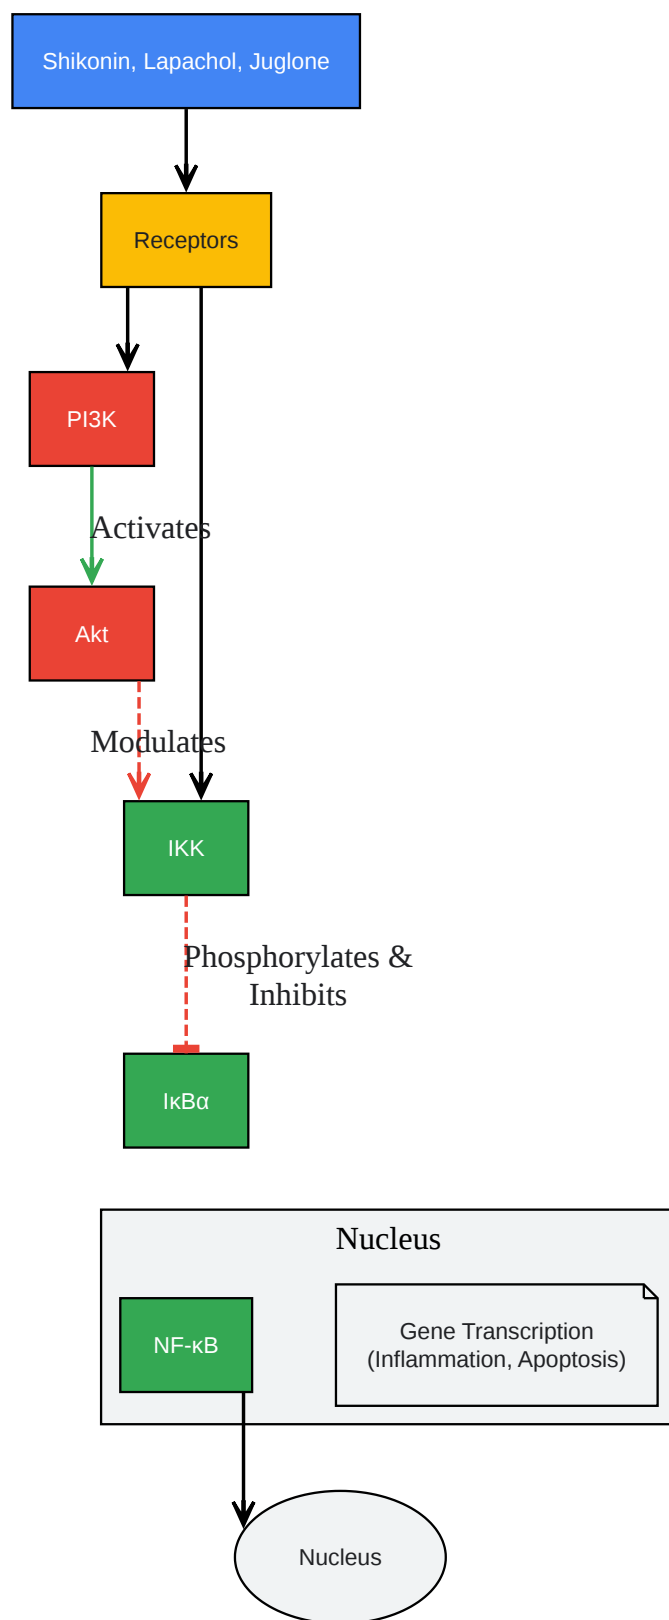 Shikonin, Lapachol, Juglone
Receptors
PI3K
Activates
Akt
Modulates
IKK
Phosphorylates &
Inhibits
IκBα
Nucleus
NF-κB
Gene Transcription
(Inflammation, Apoptosis)
Nucleus